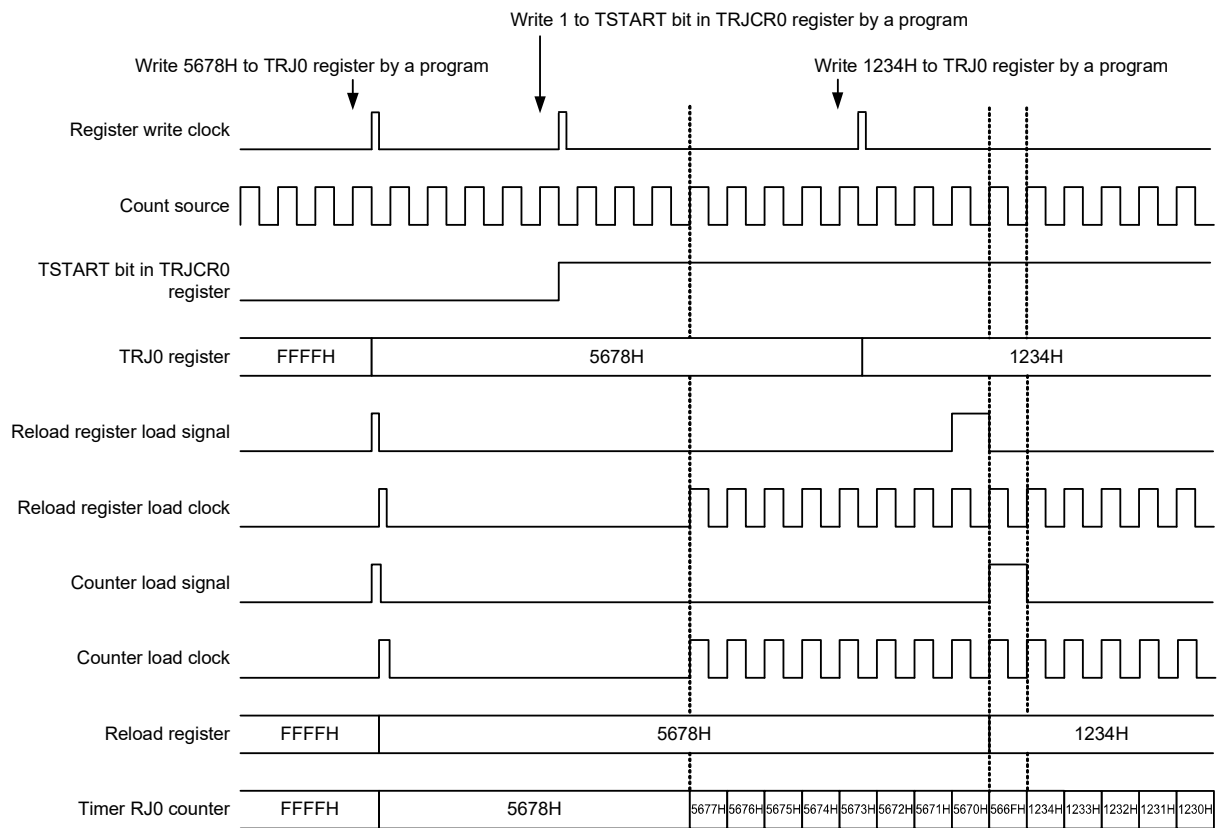 Write 1 to TSTART bit in TRJCR0 register by a program
Write 5678H to TRJ0 register by a program
Write 1234H to TRJ0 register by a program
Register write clock
Count source
TSTART bit in TRJCR0
register
TRJ0 register FFFFH 5678H 1234H
Reload register load signal
Reload register load clock
Counter load signal
Counter load clock
Reload register FFFFH 5678H 1234H
Timer RJ0 counter FFFFH 5678H 5677H 5676H 5675H 5674H 5673H 5672H 5671H 5670H 566FH 1234H 1233H 1232H 1231H 1230H